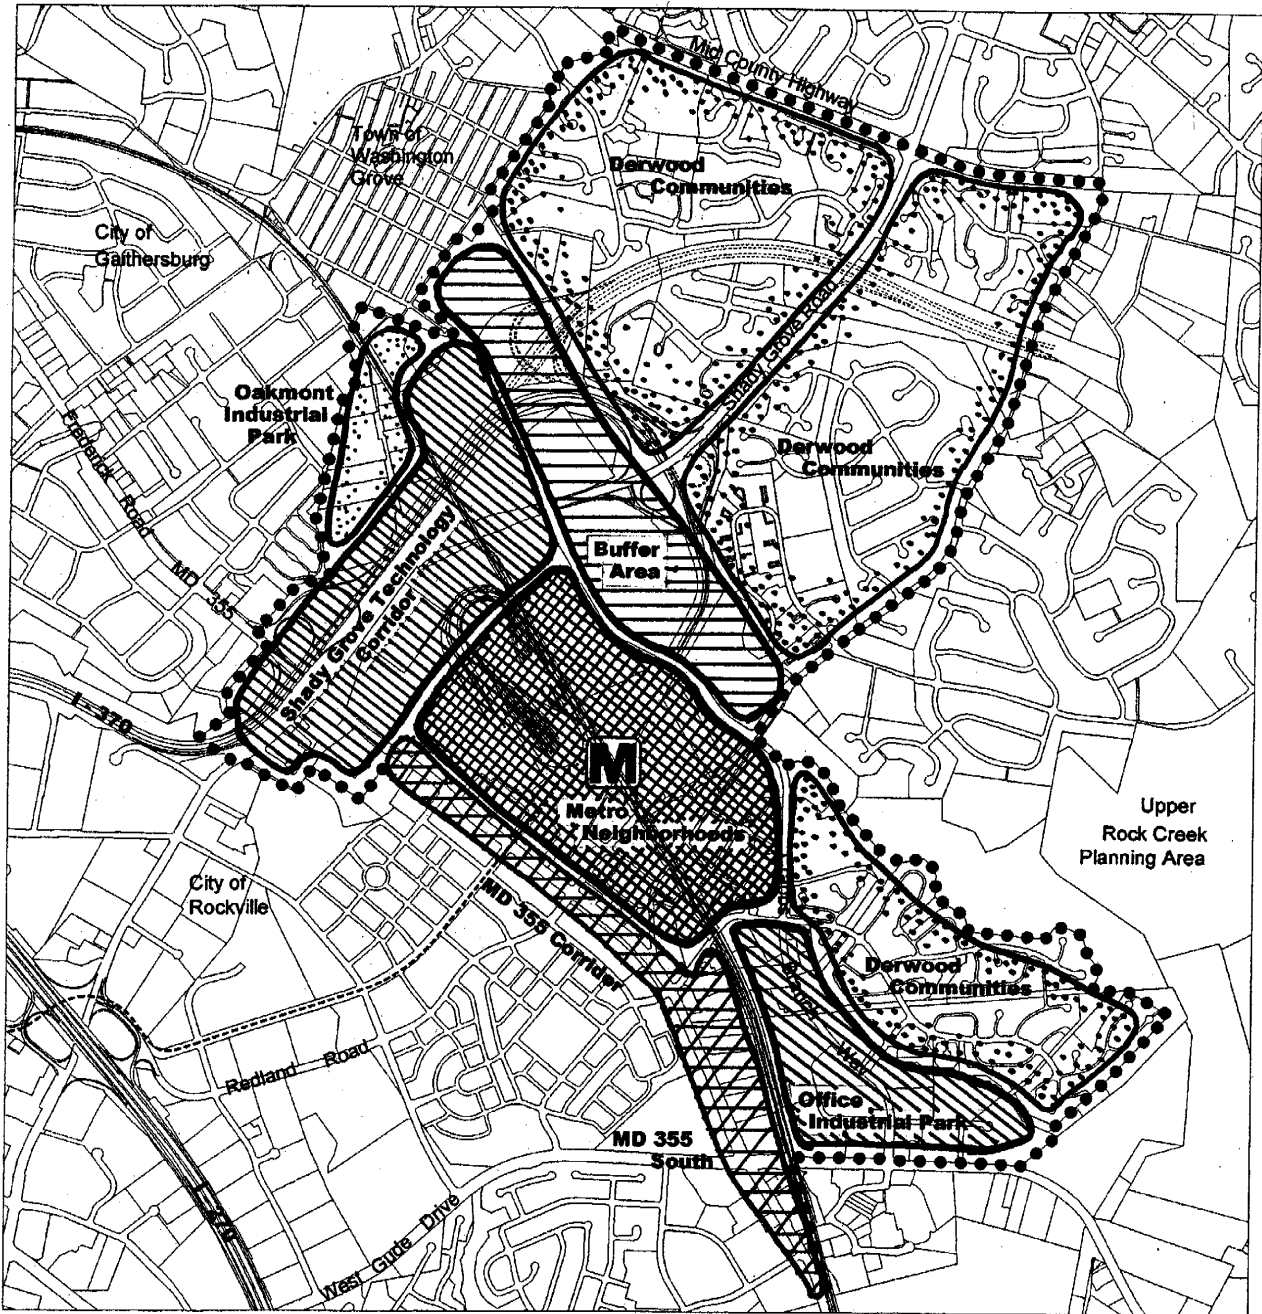 Mid County Highway
Town of
Washington
Grove
Derwood
Communities
City of
Gaithersburg
Shady Grove Road
Oakmont
Industrial
Park
Frederick Road
MD 355
Derwood
Communities
Shady Grove Technology
Corridor
Buffer
Area
I - 370
M
Metro
Neighborhoods
Upper
Rock Creek
Planning Area
City of
Rockville
MD 355 Corrider
Derwood
Communities
Redland Road
Office
Industrial Park
MD 355
South
I-270
West Gude Drive